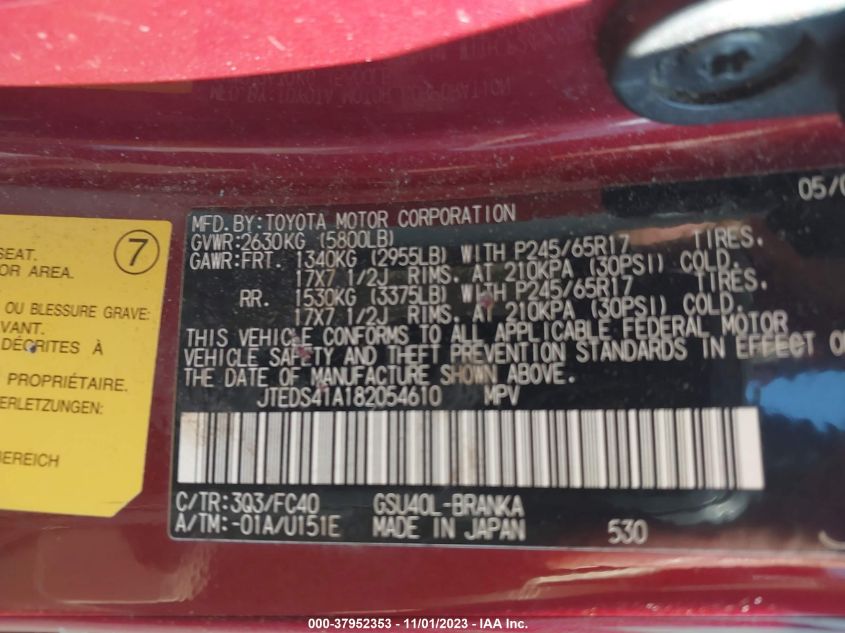 05/0
MFD. BY: TOYOTA MOTOR CORPORATION
GVWR: 2630KG (5800LB)
GAWR: FRT. 1340KG (2955LB) WITH P245/65R17 TIRES.
17X7 1/2J RIMS. AT 210KPA (30PSI) COLD.
RR. 1530KG (3375LB) WITH P245/65R17 TIRES.
17X7 1/2J RIMS. AT 210KPA (30PSI) COLD.
THIS VEHICLE CONFORMS TO ALL APPLICABLE FEDERAL MOTOR
VEHICLE SAFETY AND THEFT PREVENTION STANDARDS IN EFFECT O
THE DATE OF MANUFACTURE SHOWN ABOVE.
JTEDS41A182054610 MPV
C/TR: 3Q3/FC40 GSU40L-BRANKA
A/TM: -01A/U151E MADE IN JAPAN 530
7
SEAT.
OR AREA.
OU BLESSURE GRAVE:
AVANT.
DÉCRITES À
PROPRIÉTAIRE.
ERLETZUNGEN:
BEREICH
000-37952353 - 11/01/2023 - IAA Inc.